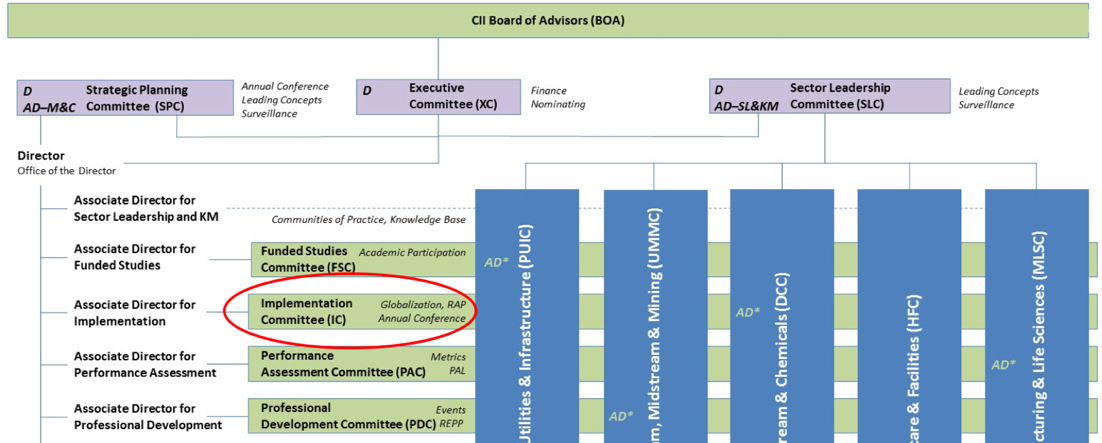 CII Board of Advisors (BOA)
D
AD–M&C
Strategic Planning
Committee (SPC)
Annual Conference
Leading Concepts
Surveillance
D
Executive
Committee (XC)
Finance
Nominating
D
AD–SL&KM
Sector Leadership
Committee (SLC)
Leading Concepts
Surveillance
Director
Office of the Director
Associate Director for
Sector Leadership and KM
Communities of Practice, Knowledge Base
Associate Director for
Funded Studies
Funded Studies
Committee (FSC)
Academic Participation
Associate Director for
Implementation
Implementation
Committee (IC)
Globalization, RAP
Annual Conference
Associate Director for
Performance Assessment
Performance
Assessment Committee (PAC)
Metrics
PAL
Associate Director for
Professional Development
Professional
Development Committee (PDC)
Events
REPP
Utilities & Infrastructure (PUIC)
AD*
m, Midstream & Mining (UMMC)
AD*
tream & Chemicals (DCC)
AD*
care & Facilities (HFC)
cturing & Life Sciences (MLSC)
AD*